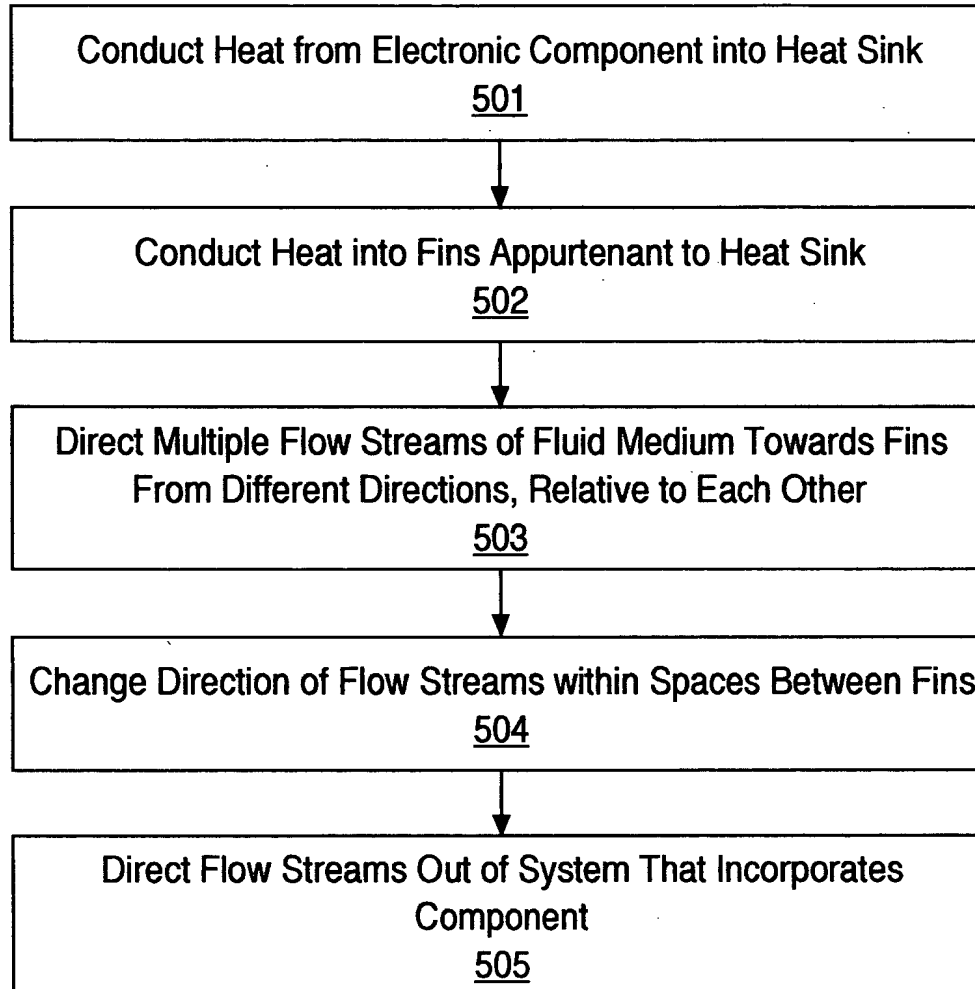 Conduct Heat from Electronic Component into Heat Sink
501
Conduct Heat into Fins Appurtenant to Heat Sink
502
Direct Multiple Flow Streams of Fluid Medium Towards Fins
From Different Directions, Relative to Each Other
503
Change Direction of Flow Streams within Spaces Between Fins
504
Direct Flow Streams Out of System That Incorporates
Component
505